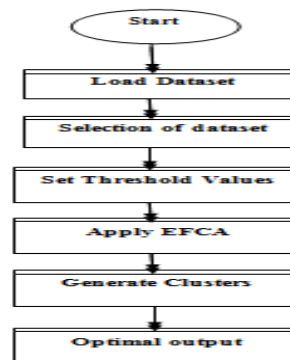 Start
Load Dataset
Selection of dataset
Set Threshold Values
Apply EFCA
Generate Clusters
Optimal output